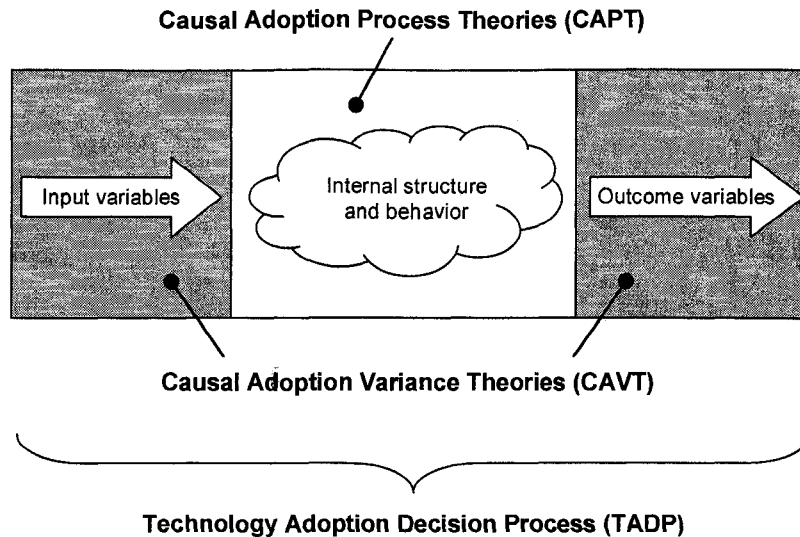 Causal Adoption Process Theories (CAPT)
Input variables
Internal structure
and behavior
Outcome variables
Causal Adoption Variance Theories (CAVT)
Technology Adoption Decision Process (TADP)